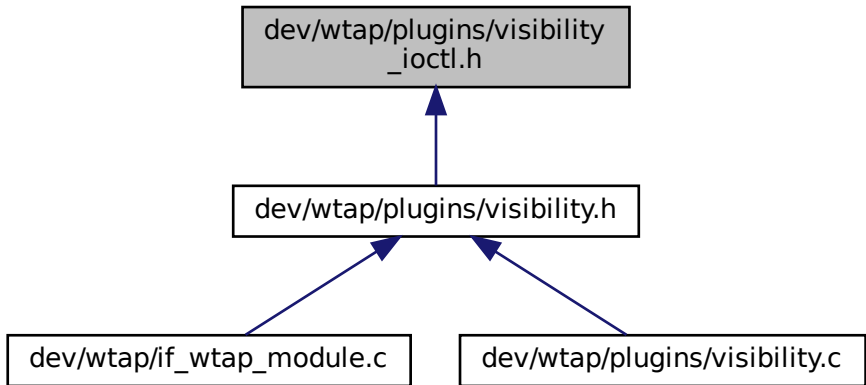 dev/wtap/plugins/visibility
_ioctl.h
dev/wtap/plugins/visibility.h
dev/wtap/if_wtap_module.c
dev/wtap/plugins/visibility.c